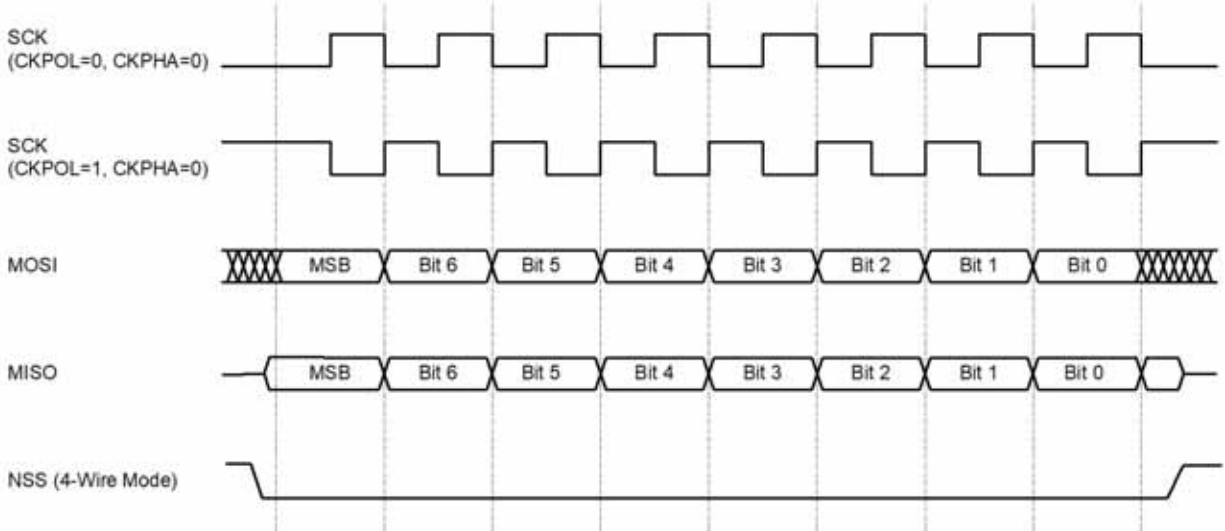 SCK
(CKPOL=0, CKPHA=0)
SCK
(CKPOL=1, CKPHA=0)
MOSI MSB Bit 6 Bit 5 Bit 4 Bit 3 Bit 2 Bit 1 Bit 0
MISO MSB Bit 6 Bit 5 Bit 4 Bit 3 Bit 2 Bit 1 Bit 0
NSS (4-Wire Mode)